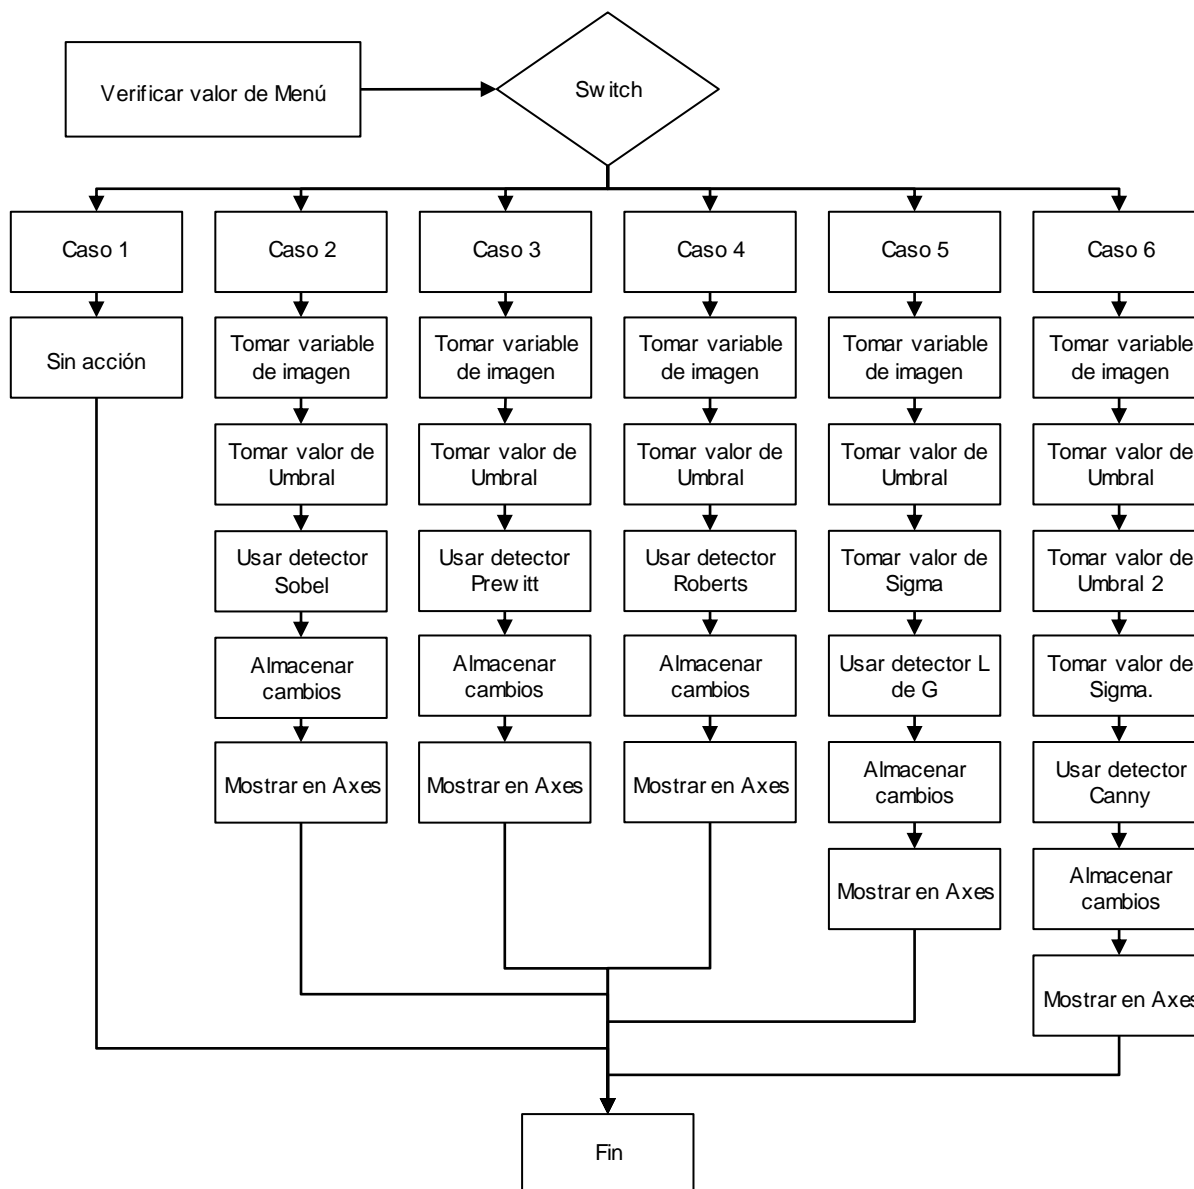 Verificar valor de Menú
Switch
Caso 1
Caso 2
Caso 3
Caso 4
Caso 5
Caso 6
Sin acción
Tomar variable
de imagen
Tomar variable
de imagen
Tomar variable
de imagen
Tomar variable
de imagen
Tomar variable
de imagen
Tomar valor de
Umbral
Tomar valor de
Umbral
Tomar valor de
Umbral
Tomar valor de
Umbral
Tomar valor de
Umbral
Usar detector
Sobel
Usar detector
Prewitt
Usar detector
Roberts
Tomar valor de
Sigma
Tomar valor de
Umbral 2
Almacenar
cambios
Almacenar
cambios
Almacenar
cambios
Usar detector L
de G
Tomar valor de
Sigma.
Mostrar en Axes
Mostrar en Axes
Mostrar en Axes
Almacenar
cambios
Usar detector
Canny
Mostrar en Axes
Almacenar
cambios
Mostrar en Axes
Fin